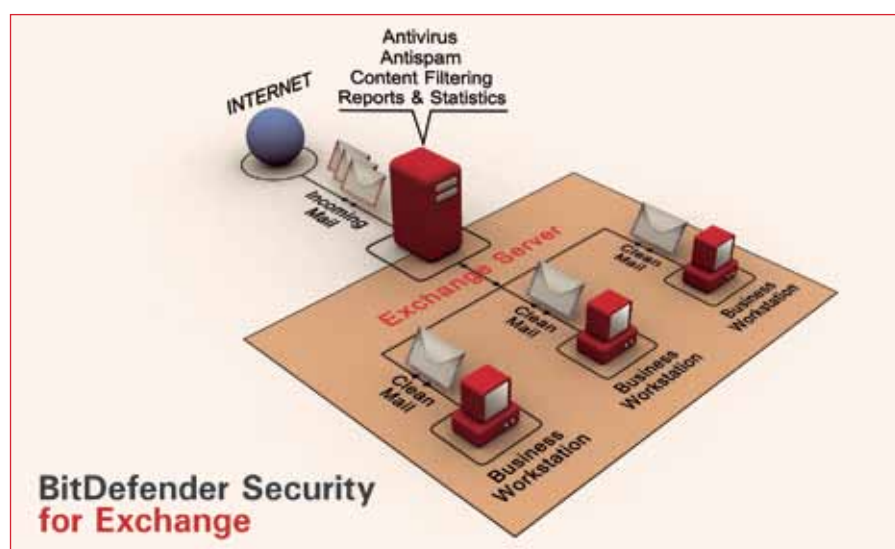 Antivirus
Antispam
Content Filtering
Reports & Statistics
INTERNET
Incoming
Mail
Exchange Server
Clean
Mail
Business
Workstation
Clean
Mail
Business
Workstation
Clean
Mail
Business
Workstation
BitDefender Security
for Exchange